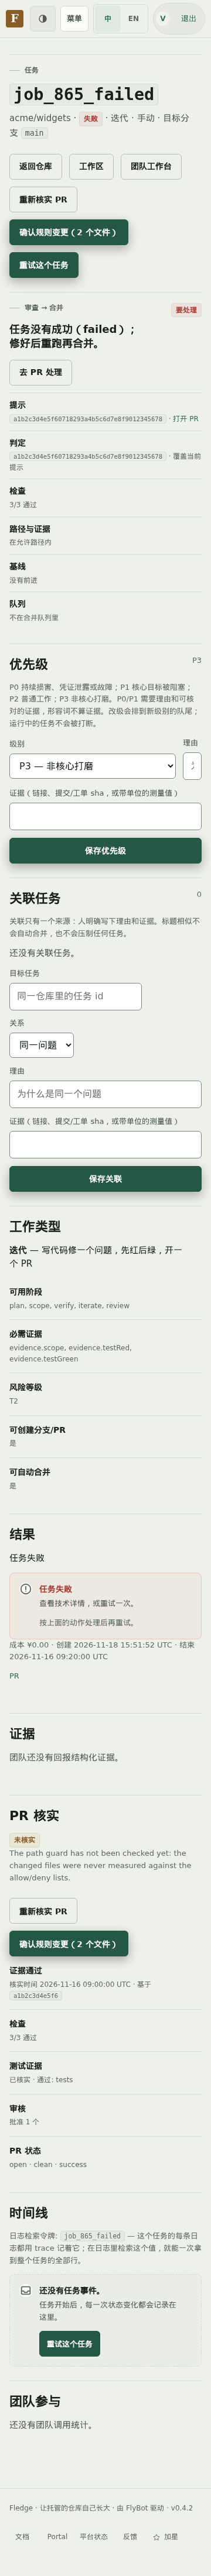 F 菜单 中 EN V 退出
任务
job_865_failed
acme/widgets · 失败 · 迭代 · 手动 · 目标分
支 main
返回仓库 工作区 团队工作台
重新核实 PR
确认规则变更（2 个文件）
重试这个任务
审查 → 合并 要处理
任务没有成功（failed）；
修好后重跑再合并。
去 PR 处理
提示
a1b2c3d4e5f60718293a4b5c6d7e8f9012345678 · 打开 PR
判定
a1b2c3d4e5f60718293a4b5c6d7e8f9012345678 · 覆盖当前
提示
检查
3/3 通过
路径与证据
在允许路径内
基线
没有前进
队列
不在合并队列里
优先级 P3
P0 持续损害、凭证泄露或故障；P1 核心目标被阻塞；
P2 普通工作；P3 非核心打磨。P0/P1 需要理由和可核
对的证据，形容词不算证据。改级会排到新级别的队尾；
运行中的任务不会被打断。
级别 理由
P3 — 非核心打磨
证据（链接、提交/工单 sha，或带单位的测量值）
保存优先级
关联任务 0
关联只有一个来源：人明确写下理由和证据。标题相似不
会自动合并，也不会压制任何任务。
还没有关联任务。
目标任务
同一仓库里的任务 id
关系
同一问题
理由
为什么是同一个问题
证据（链接、提交/工单 sha，或带单位的测量值）
保存关联
工作类型
迭代 — 写代码修一个问题，先红后绿，开一
个 PR
可用阶段
plan, scope, verify, iterate, review
必需证据
evidence.scope, evidence.testRed,
evidence.testGreen
风险等级
T2
可创建分支/PR
是
可自动合并
是
结果
任务失败
任务失败
查看技术详情，或重试一次。
按上面的动作处理后再重试。
成本 ¥0.00 · 创建 2026-11-18 15:51:52 UTC · 结束
2026-11-16 09:20:00 UTC
PR
证据
团队还没有回报结构化证据。
PR 核实
未核实
The path guard has not been checked yet: the
changed files were never measured against the
allow/deny lists.
重新核实 PR
确认规则变更（2 个文件）
证据通过
核实时间 2026-11-16 09:00:00 UTC · 基于
a1b2c3d4e5f6
检查
3/3 通过
测试证据
已核实 · 通过: tests
审核
批准 1 个
PR 状态
open · clean · success
时间线
日志检索令牌: job_865_failed — 这个任务的每条日
志都用 trace 记着它；在日志里检索这个值，就能一次拿
到整个任务的全部行。
还没有任务事件。
任务开始后，每一次状态变化都会记录在
这里。
重试这个任务
团队参与
还没有团队调用统计。
Fledge · 让托管的仓库自己长大 · 由 FlyBot 驱动 · v0.4.2
文档 Portal 平台状态 反馈 加星